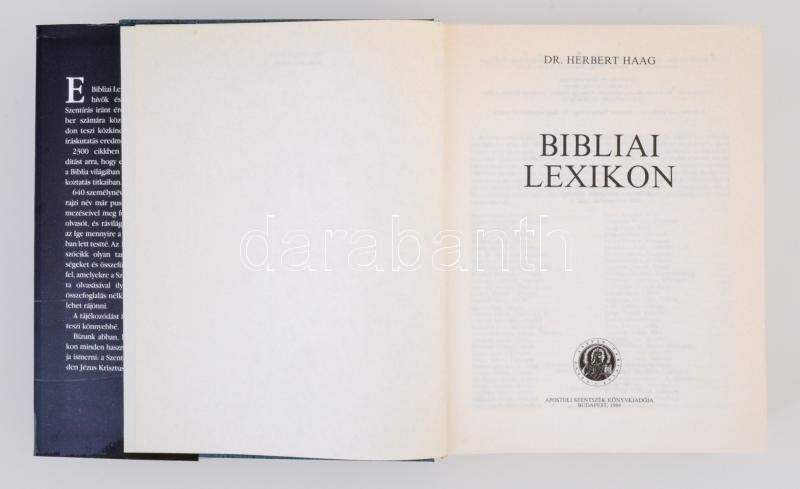 E Bibliai Le
hívők és
Szentírás iránt ér
ber számára köz
don teszi közkin
íráskutatás eredm
2300 cikkben
dítást arra, hogy e
a Biblia világában
koztatás titkaiban.
640 személynév
rajzi név már pus
mezéseivel meg f
olvasót, és rávilág
az Ige mennyire a
ban lett testté. Az
szócikk olyan tar
ségeket és összefü
fel, amelyekre a Sz
ta olvasásával ily
összefoglalás nélk
lehet rájönni.
A tájékozódást
teszi könnyebbé.
Bízunk abban,
kon minden haszn
ja ismerni: a Szent
den Jézus Krisztus
DR. HERBERT HAAG
BIBLIAI
LEXIKON
darabanth
APOSTOLI SZENTSZÉK KÖNYVKIADÓJA
BUDAPEST, 1989